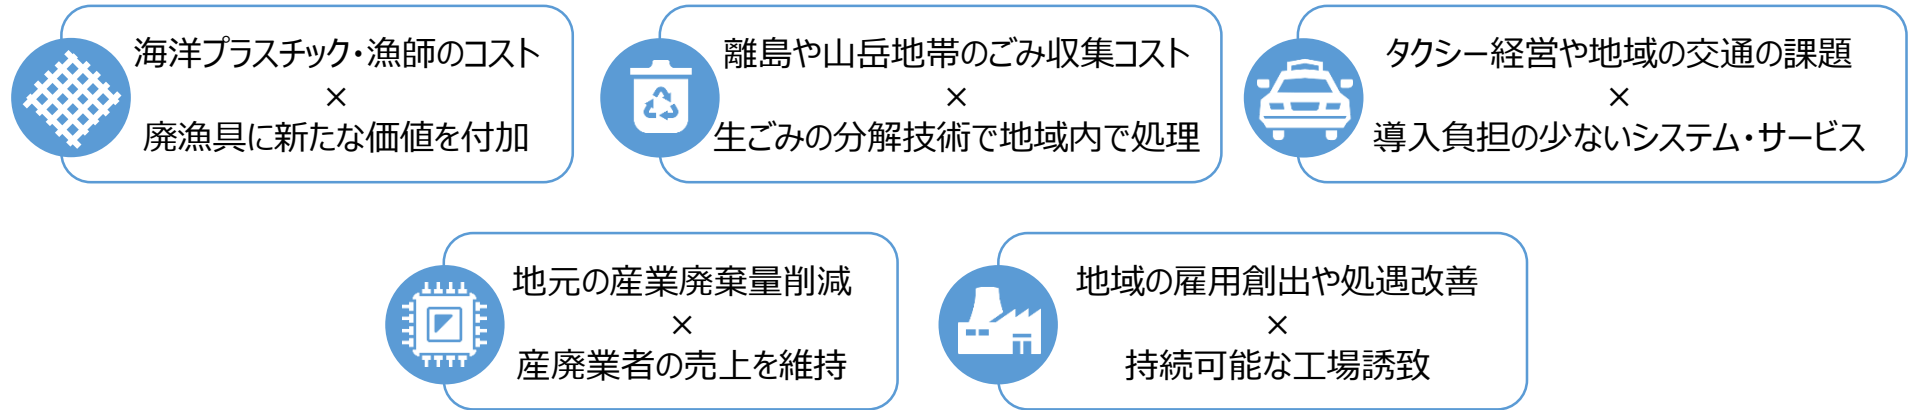 海洋プラスチック・漁師のコスト
×
廃漁具に新たな価値を付加
離島や山岳地帯のごみ収集コスト
×
生ごみの分解技術で地域内で処理
タクシー経営や地域の交通の課題
×
導入負担の少ないシステム・サービス
地元の産業廃棄量削減
×
産廃業者の売上を維持
地域の雇用創出や処遇改善
×
持続可能な工場誘致